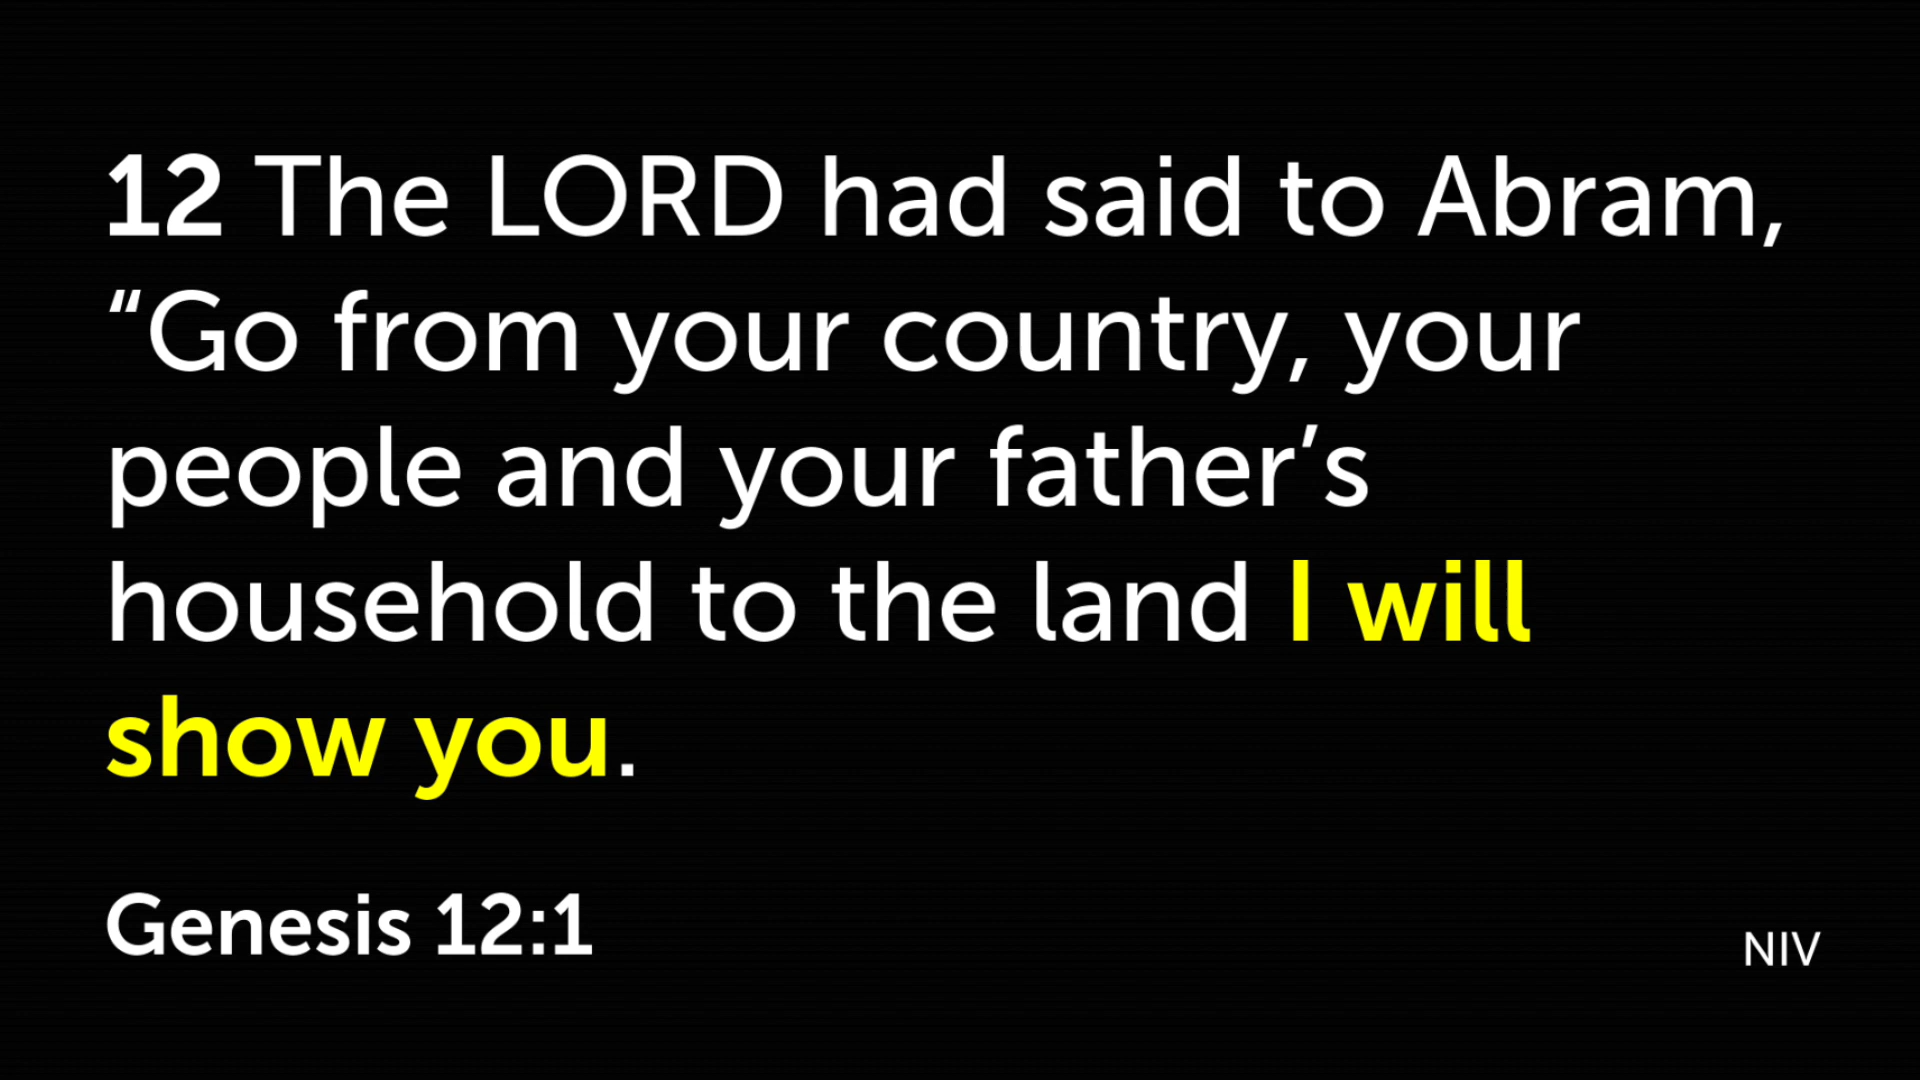 12 The LORD had said to Abram,
“Go from your country, your
people and your father’s
household to the land I will
show you.
Genesis 12:1
NIV